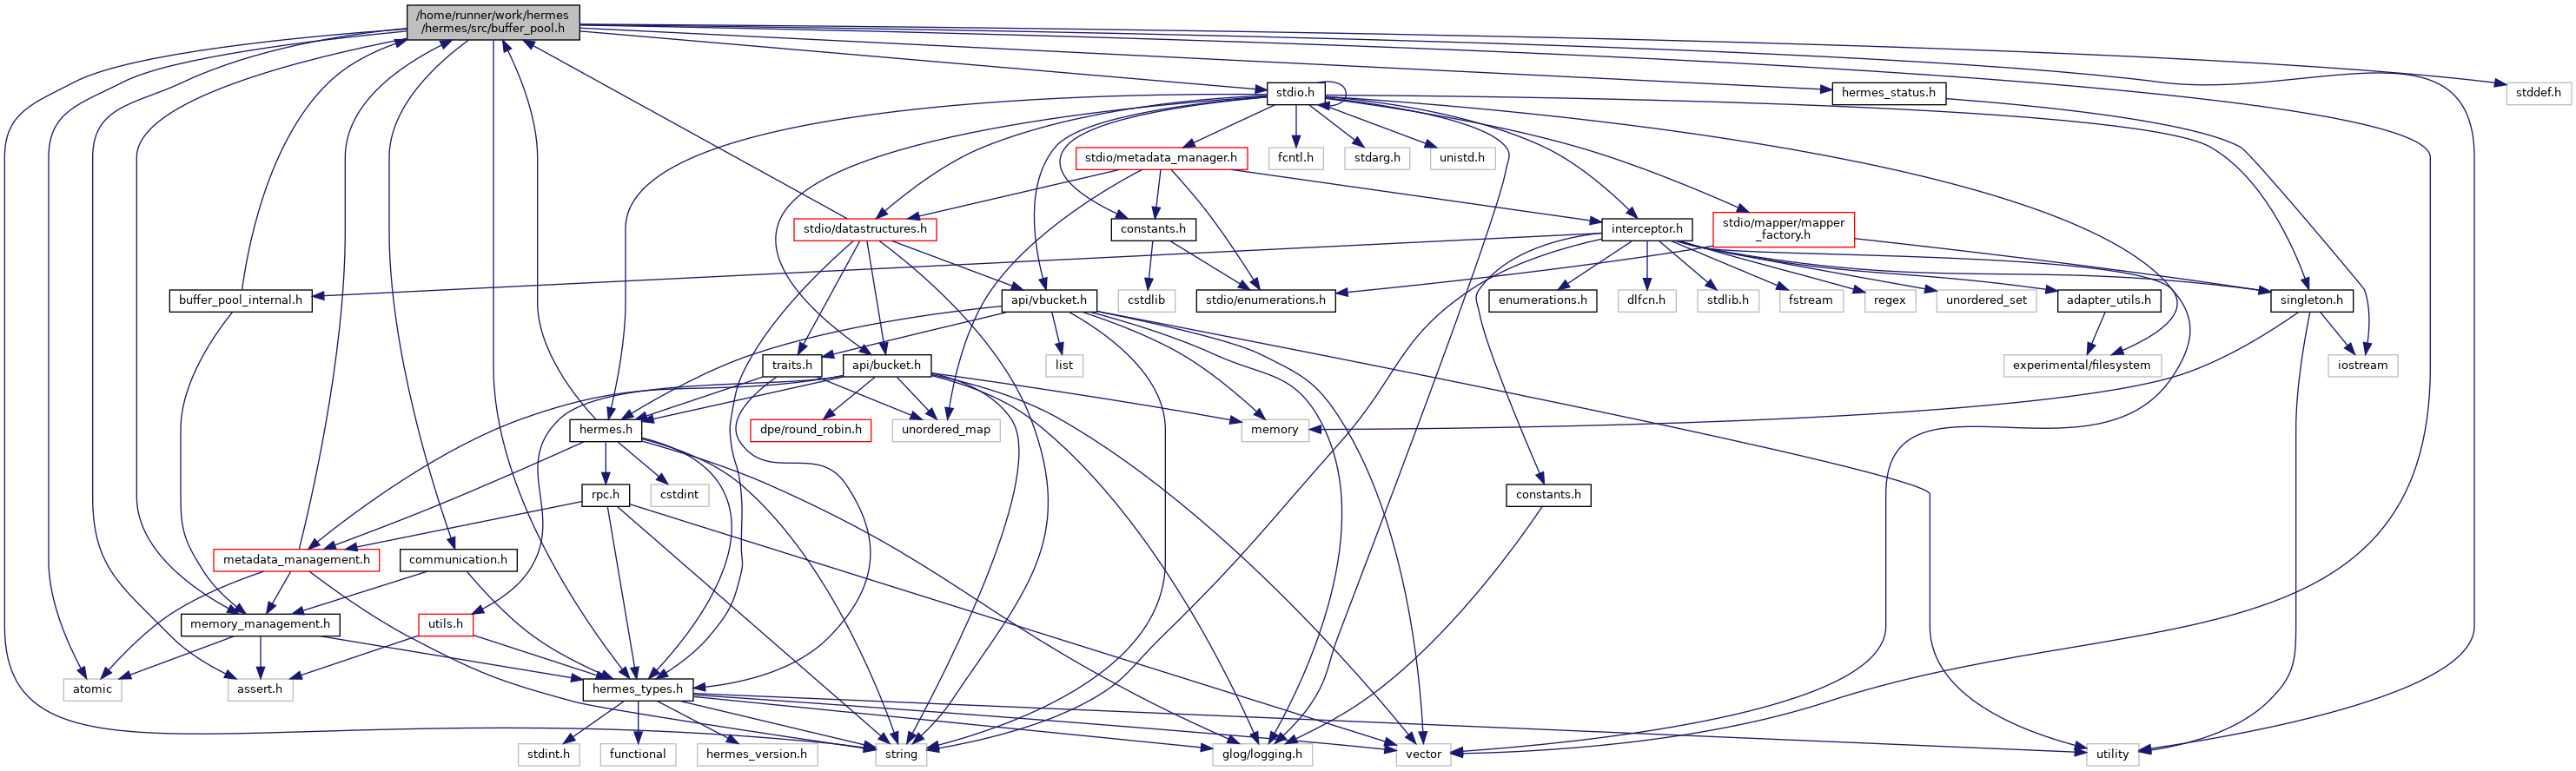 /home/runner/work/hermes
/hermes/src/buffer_pool.h
stdio.h
hermes_status.h
stddef.h
stdio/metadata_manager.h
fcntl.h
stdarg.h
unistd.h
stdio/datastructures.h
constants.h
interceptor.h
stdio/mapper/mapper
_factory.h
buffer_pool_internal.h
api/vbucket.h
cstdlib
stdio/enumerations.h
enumerations.h
dlfcn.h
stdlib.h
fstream
regex
unordered_set
adapter_utils.h
singleton.h
traits.h
api/bucket.h
list
experimental/filesystem
iostream
hermes.h
dpe/round_robin.h
unordered_map
memory
rpc.h
cstdint
constants.h
metadata_management.h
communication.h
memory_management.h
utils.h
atomic
assert.h
hermes_types.h
stdint.h
functional
hermes_version.h
string
glog/logging.h
vector
utility